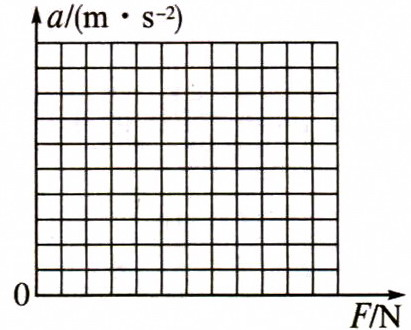 a/(m · s⁻²)
0
F/N